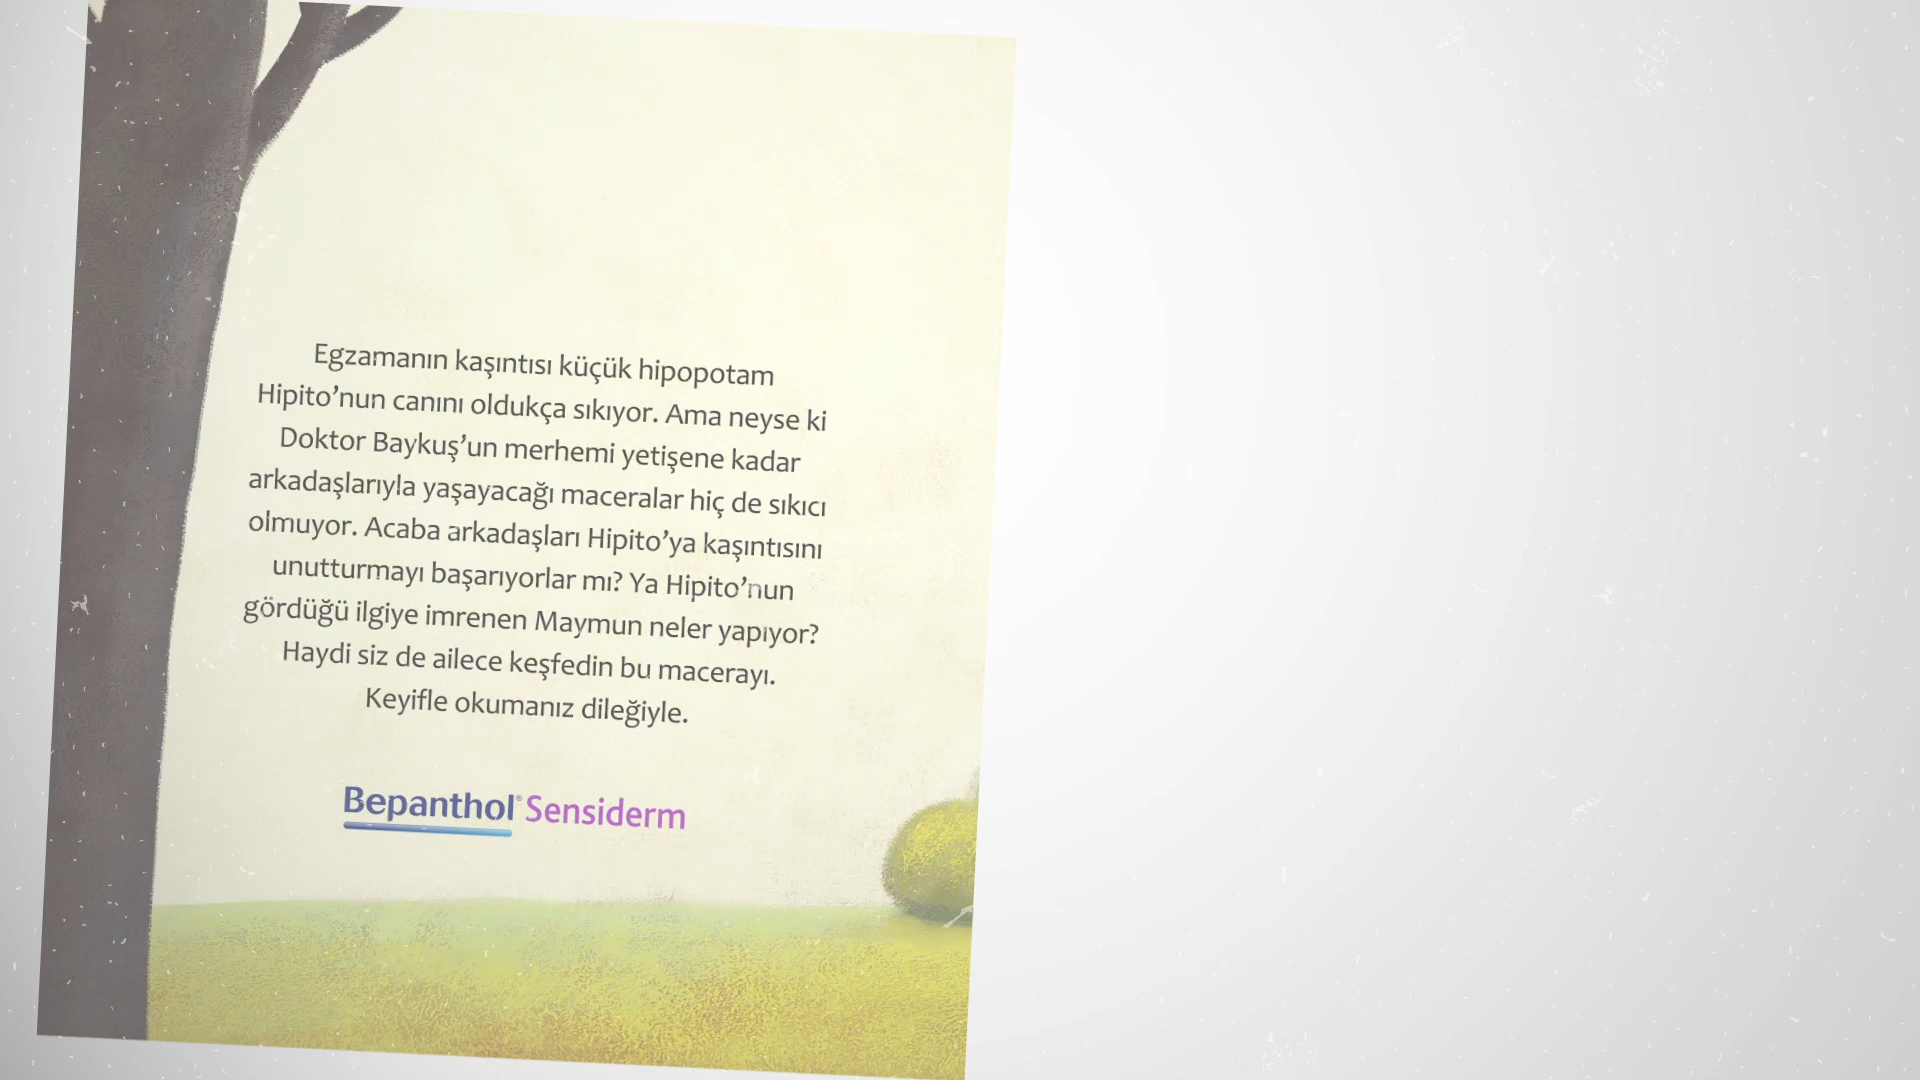 Egzamanın kaşıntısı küçük hipopotam
Hipito’nun canını oldukça sıkıyor. Ama neyse ki
Doktor Baykuş’un merhemi yetişene kadar
arkadaşlarıyla yaşayacağı maceralar hiç de sıkıcı
olmuyor. Acaba arkadaşları Hipito’ya kaşıntısını
unutturmayı başarıyorlar mı? Ya Hipito’nun
gördüğü ilgiye imrenen Maymun neler yapıyor?
Haydi siz de ailece keşfedin bu macerayı.
Keyifle okumanız dileğiyle.
Bepanthol® Sensiderm